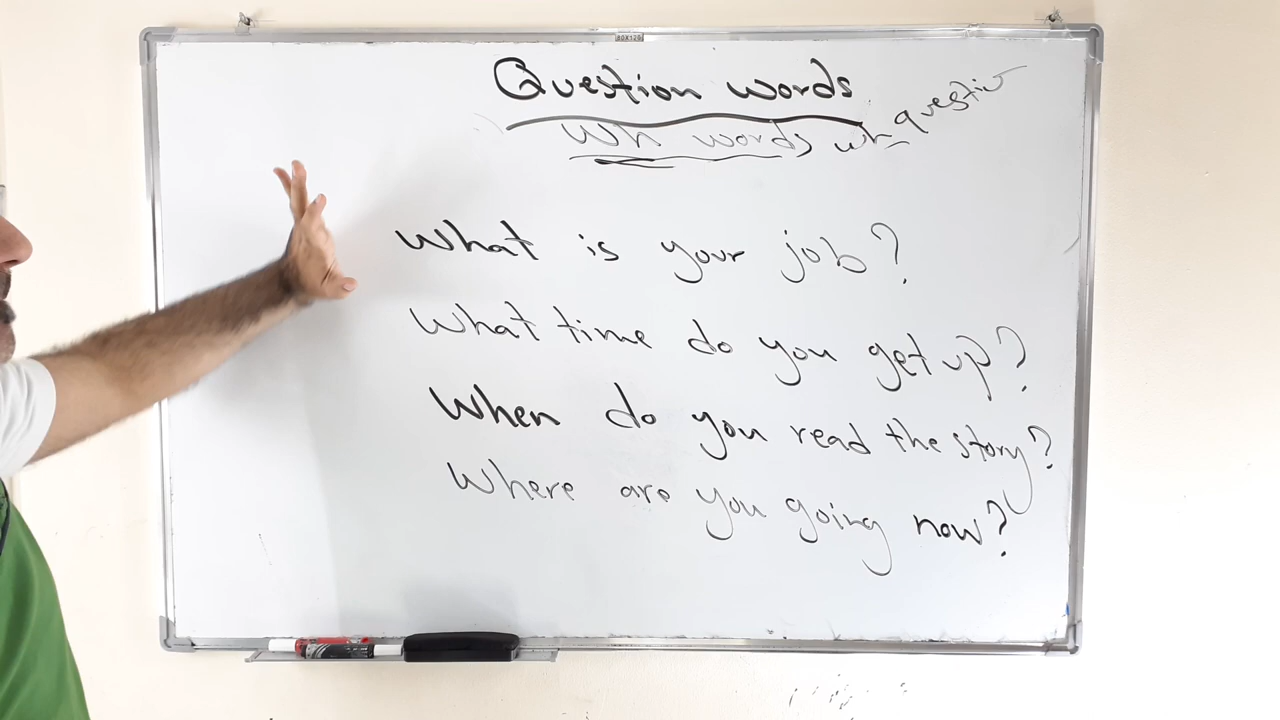 80X120
Question words
Wh words wh question
What is your job?
What time do you get up?
When do you read the story?
Where are you going now?